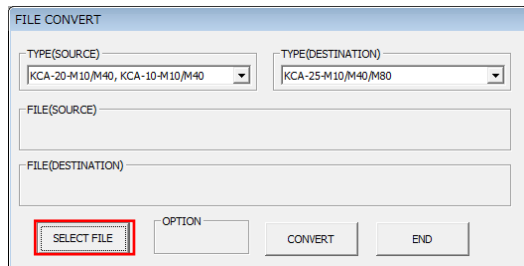 FILE CONVERT
TYPE(SOURCE) TYPE(DESTINATION)
KCA-20-M10/M40, KCA-10-M10/M40 KCA-25-M10/M40/M80
FILE(SOURCE)
FILE(DESTINATION)
OPTION
SELECT FILE CONVERT END